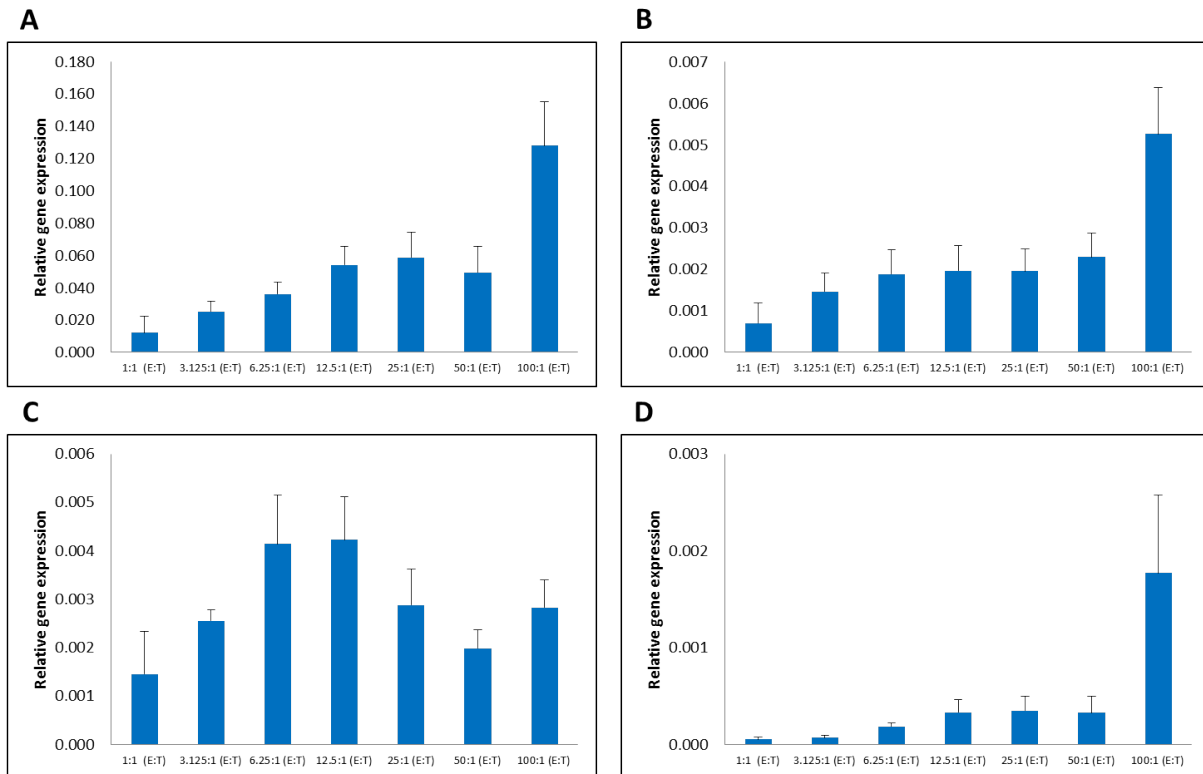 A
Relative gene expression
0.180
0.160
0.140
0.120
0.100
0.080
0.060
0.040
0.020
0.000
1:1 (E:T) 3.125:1 (E:T) 6.25:1 (E:T) 12.5:1 (E:T) 25:1 (E:T) 50:1 (E:T) 100:1 (E:T)
B
Relative gene expression
0.007
0.006
0.005
0.004
0.003
0.002
0.001
0.000
1:1 (E:T) 3.125:1 (E:T) 6.25:1 (E:T) 12.5:1 (E:T) 25:1 (E:T) 50:1 (E:T) 100:1 (E:T)
C
Relative gene expression
0.006
0.005
0.004
0.003
0.002
0.001
0.000
1:1 (E:T) 3.125:1 (E:T) 6.25:1 (E:T) 12.5:1 (E:T) 25:1 (E:T) 50:1 (E:T) 100:1 (E:T)
D
Relative gene expression
0.003
0.002
0.001
0.000
1:1 (E:T) 3.125:1 (E:T) 6.25:1 (E:T) 12.5:1 (E:T) 25:1 (E:T) 50:1 (E:T) 100:1 (E:T)